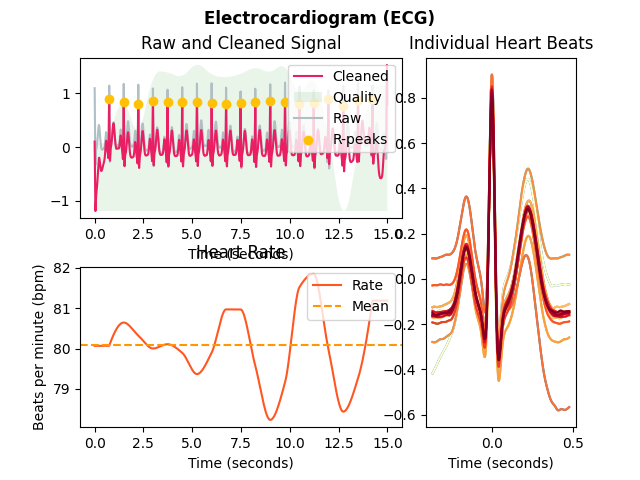 Electrocardiogram (ECG)
Raw and Cleaned Signal
1
0
−1
Cleaned
Quality
Raw
R-peaks
0.0 2.5 5.0 7.5 10.0 12.5 15.0
Time (seconds)
Heart Rate
Beats per minute (bpm)
82
81
80
79
Rate
Mean
0.0 2.5 5.0 7.5 10.0 12.5 15.0
Time (seconds)
Individual Heart Beats
0.8
0.6
0.4
0.2
0.0
−0.2
−0.4
−0.6
0.0 0.5
Time (seconds)